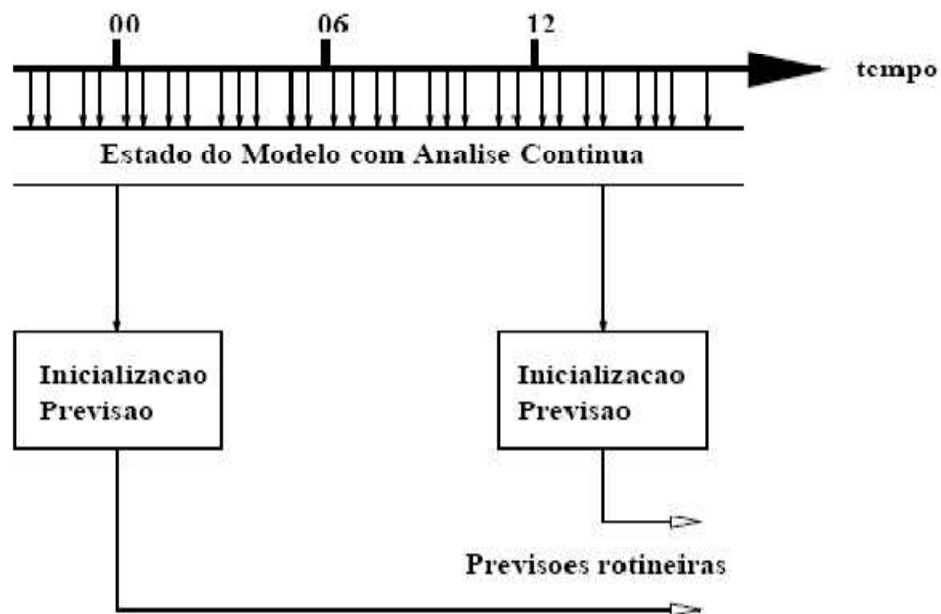 00 06 12
tempo
Estado do Modelo com Analise Continua
Inicializacao
Previsao
Inicializacao
Previsao
Previsoes rotineiras